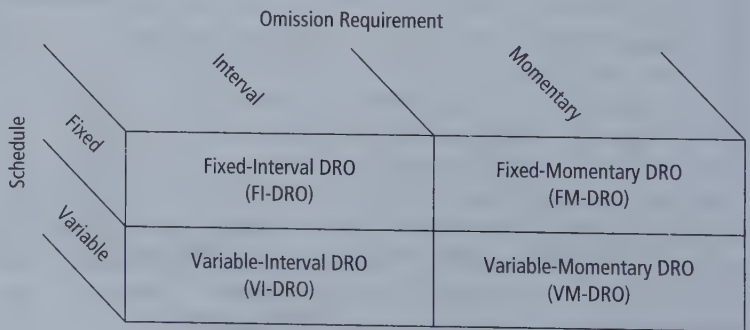 Omission Requirement
Interval
Momentary
Schedule
Fixed
Fixed-Interval DRO
(FI-DRO)
Fixed-Momentary DRO
(FM-DRO)
Variable
Variable-Interval DRO
(VI-DRO)
Variable-Momentary DRO
(VM-DRO)